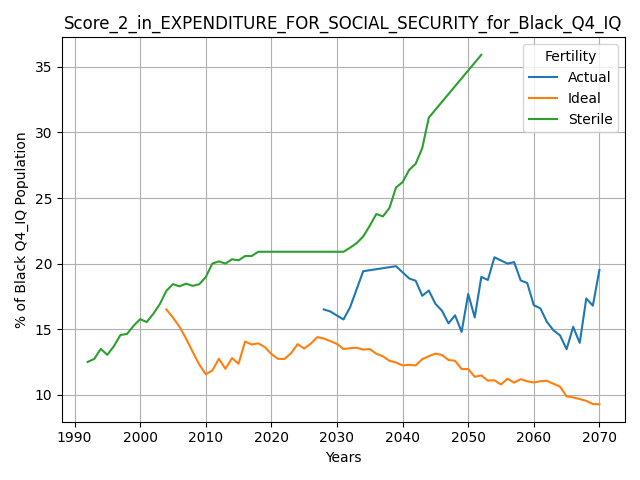 Score_2_in_EXPENDITURE_FOR_SOCIAL_SECURITY_for_Black_Q4_IQ
Fertility
Actual
Ideal
Sterile
% of Black Q4_IQ Population
35
30
25
20
15
10
1990
2000
2010
2020
2030
2040
2050
2060
2070
Years